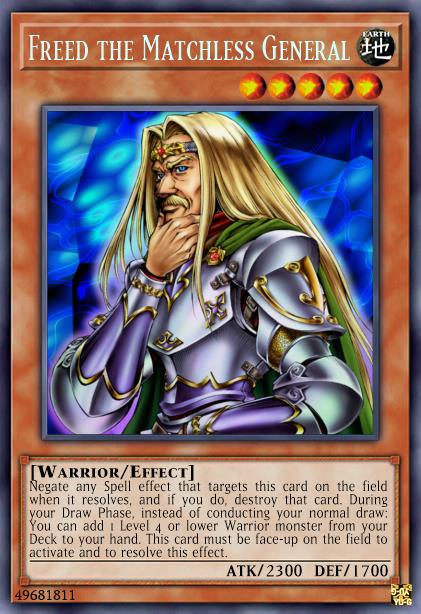 FREED THE MATCHLESS GENERAL
EARTH
地
[WARRIOR/EFFECT]
Negate any Spell effect that targets this card on the field
when it resolves, and if you do, destroy that card. During
your Draw Phase, instead of conducting your normal draw:
You can add 1 Level 4 or lower Warrior monster from your
Deck to your hand. This card must be face-up on the field to
activate and to resolve this effect.
ATK/2300 DEF/1700
49681811